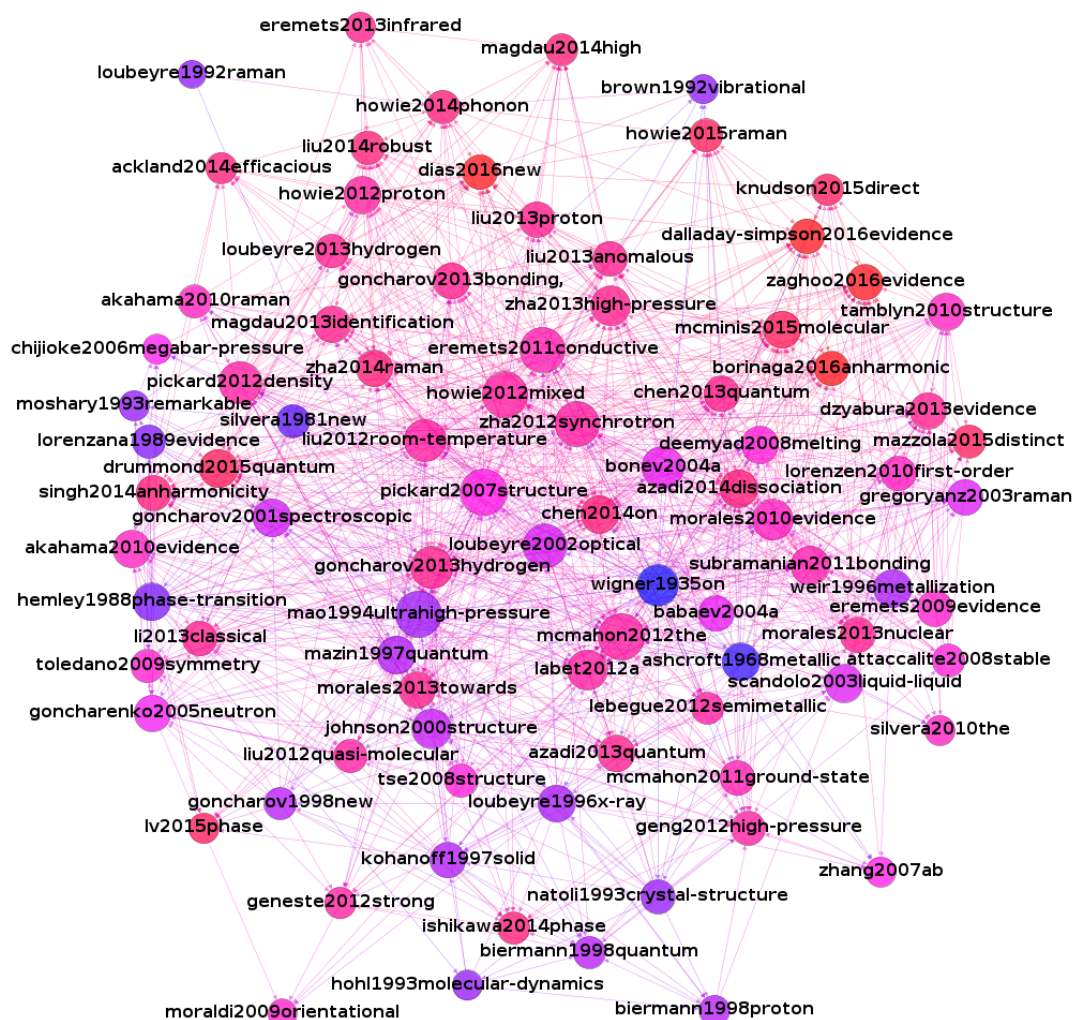 eremets2013infrared
magdau2014high
loubeyre1992raman
brown1992vibrational
howie2014phonon
howie2015raman
liu2014robust
ackland2014efficacious
dias2016new
knudson2015direct
howie2012proton
liu2013proton
dalladay-simpson2016evidence
loubeyre2013hydrogen
liu2013anomalous
goncharov2013bonding,
zaghoo2016evidence
akahama2010raman
zha2013high-pressure
tamblyn2010structure
magdau2013identification
mcminis2015molecular
chijioke2006megabar-pressure
eremets2011conductive
zha2014raman
borinaga2016anharmonic
pickard2012density
howie2012mixed
chen2013quantum
moshary1993remarkable
dzyabura2013evidence
silvera1981new
zha2012synchrotron
lorenzana1989evidence
liu2012room-temperature
deemyad2008melting
mazzola2015distinct
drummond2015quantum
bonev2004a
lorenzen2010first-order
singh2014anharmonicity
pickard2007structure
azadi2014dissociation
gregoryanz2003raman
goncharov2001spectroscopic
chen2014on
morales2010evidence
akahama2010evidence
loubeyre2002optical
goncharov2013hydrogen
subramanian2011bonding
wigner1935on
weir1996metallization
hemley1988phase-transition
mao1994ultrahigh-pressure
babaev2004a
eremets2009evidence
li2013classical
mcmahon2012the
morales2013nuclear
mazin1997quantum
toledano2009symmetry
labet2012a
ashcroft1968metallic
attaccalite2008stable
morales2013towards
scandolo2003liquid-liquid
goncharenko2005neutron
lebegue2012semimetallic
johnson2000structure
silvera2010the
liu2012quasi-molecular
azadi2013quantum
tse2008structure
mcmahon2011ground-state
goncharov1998new
loubeyre1996x-ray
lv2015phase
geng2012high-pressure
kohanoff1997solid
zhang2007ab
natoli1993crystal-structure
geneste2012strong
ishikawa2014phase
biermann1998quantum
hohl1993molecular-dynamics
moraldi2009orientational
biermann1998proton